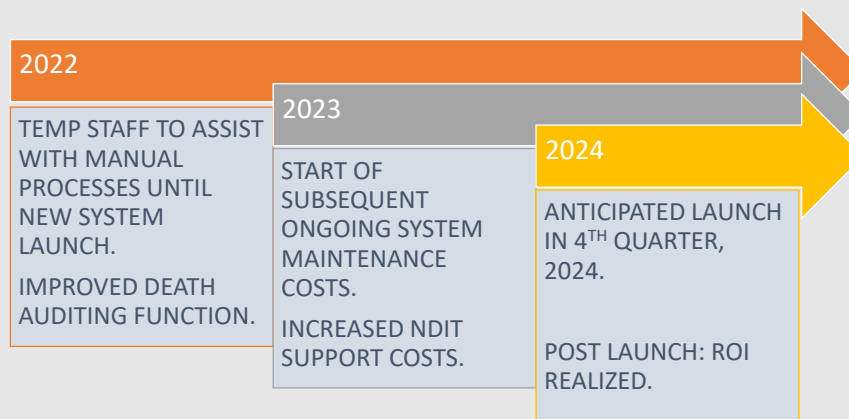 2022
TEMP STAFF TO ASSIST
WITH MANUAL
PROCESSES UNTIL
NEW SYSTEM
LAUNCH.
IMPROVED DEATH
AUDITING FUNCTION.
2023
START OF
SUBSEQUENT
ONGOING SYSTEM
MAINTENANCE
COSTS.
INCREASED NDIT
SUPPORT COSTS.
2024
ANTICIPATED LAUNCH
IN 4TH QUARTER,
2024.
POST LAUNCH: ROI
REALIZED.